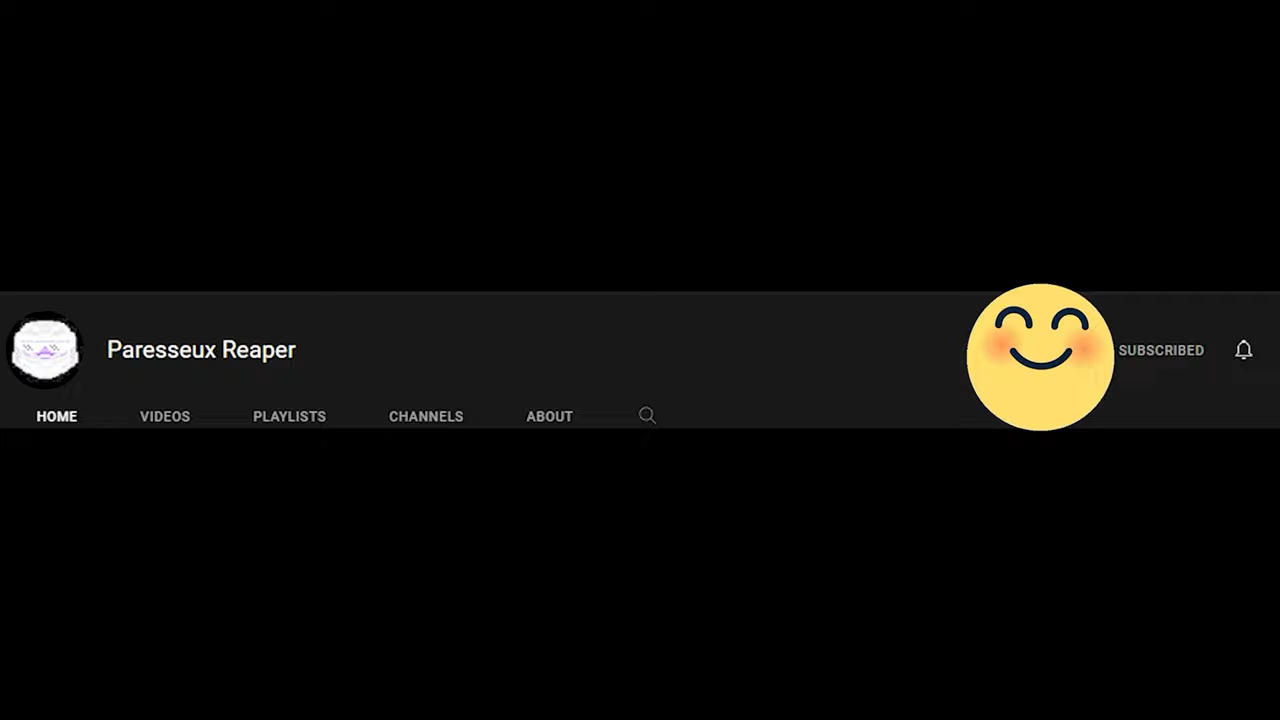 Paresseux Reaper
SUBSCRIBED
HOME VIDEOS PLAYLISTS CHANNELS ABOUT